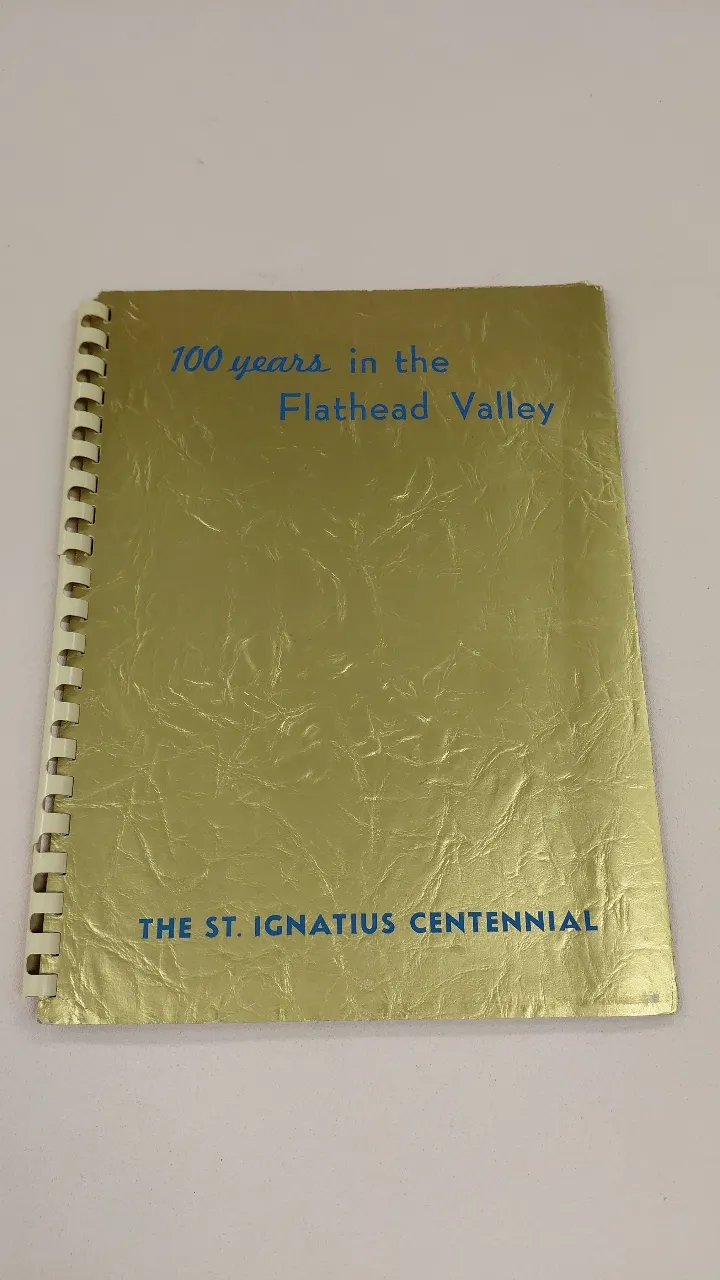 100 years in the
Flathead Valley
THE ST. IGNATIUS CENTENNIAL